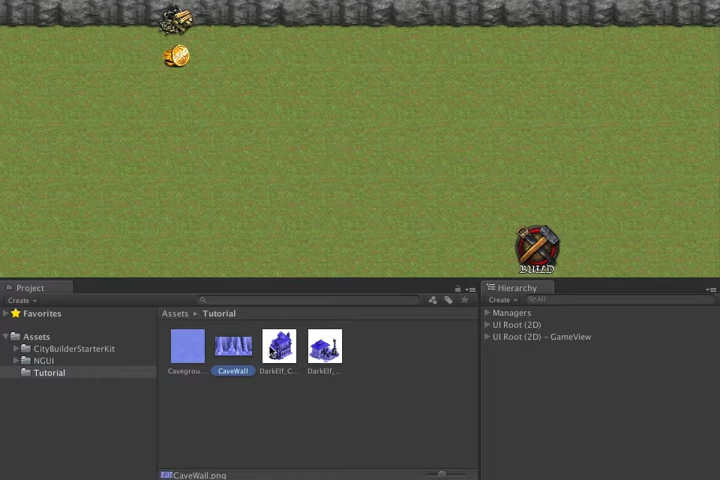 BUILD
Project
Create
Favorites
Assets
CityBuilderStarterKit
NGUI
Tutorial
Assets ▸ Tutorial
Cavegrou... CaveWall DarkElf_C... DarkElf_...
CaveWall.png
Hierarchy
Create All
Managers
UI Root (2D)
UI Root (2D) - GameView